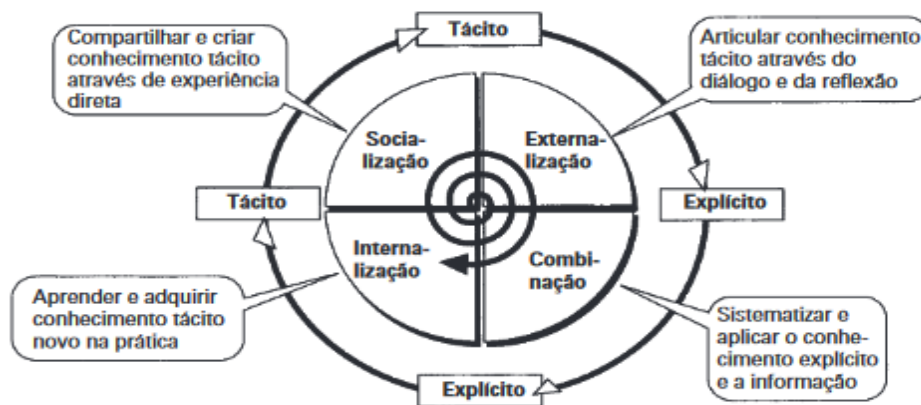 Tácito
Compartilhar e criar
conhecimento tácito
através de experiência
direta
Articular conhecimento
tácito através do
diálogo e da reflexão
Socia-
lização
Externa-
lização
Tácito
Explícito
Interna-
lização
Combi-
nação
Aprender e adquirir
conhecimento tácito
novo na prática
Sistematizar e
aplicar o conhe-
cimento explícito
e a informação
Explícito